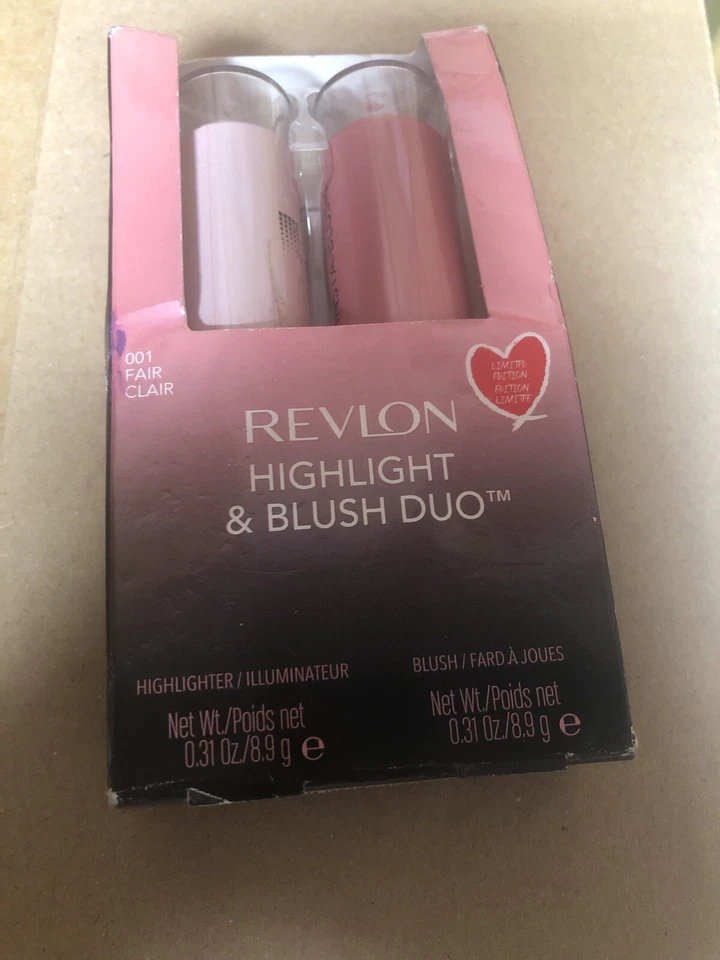 001
FAIR
CLAIR
LIMITED
EDITION
ÉDITION
LIMITÉE
REVLON
HIGHLIGHT
& BLUSH DUO™
HIGHLIGHTER / ILLUMINATEUR
Net Wt./Poids net
0.31 Oz./8.9 g e
BLUSH / FARD À JOUES
Net Wt./Poids net
0.31 Oz./8.9 g e